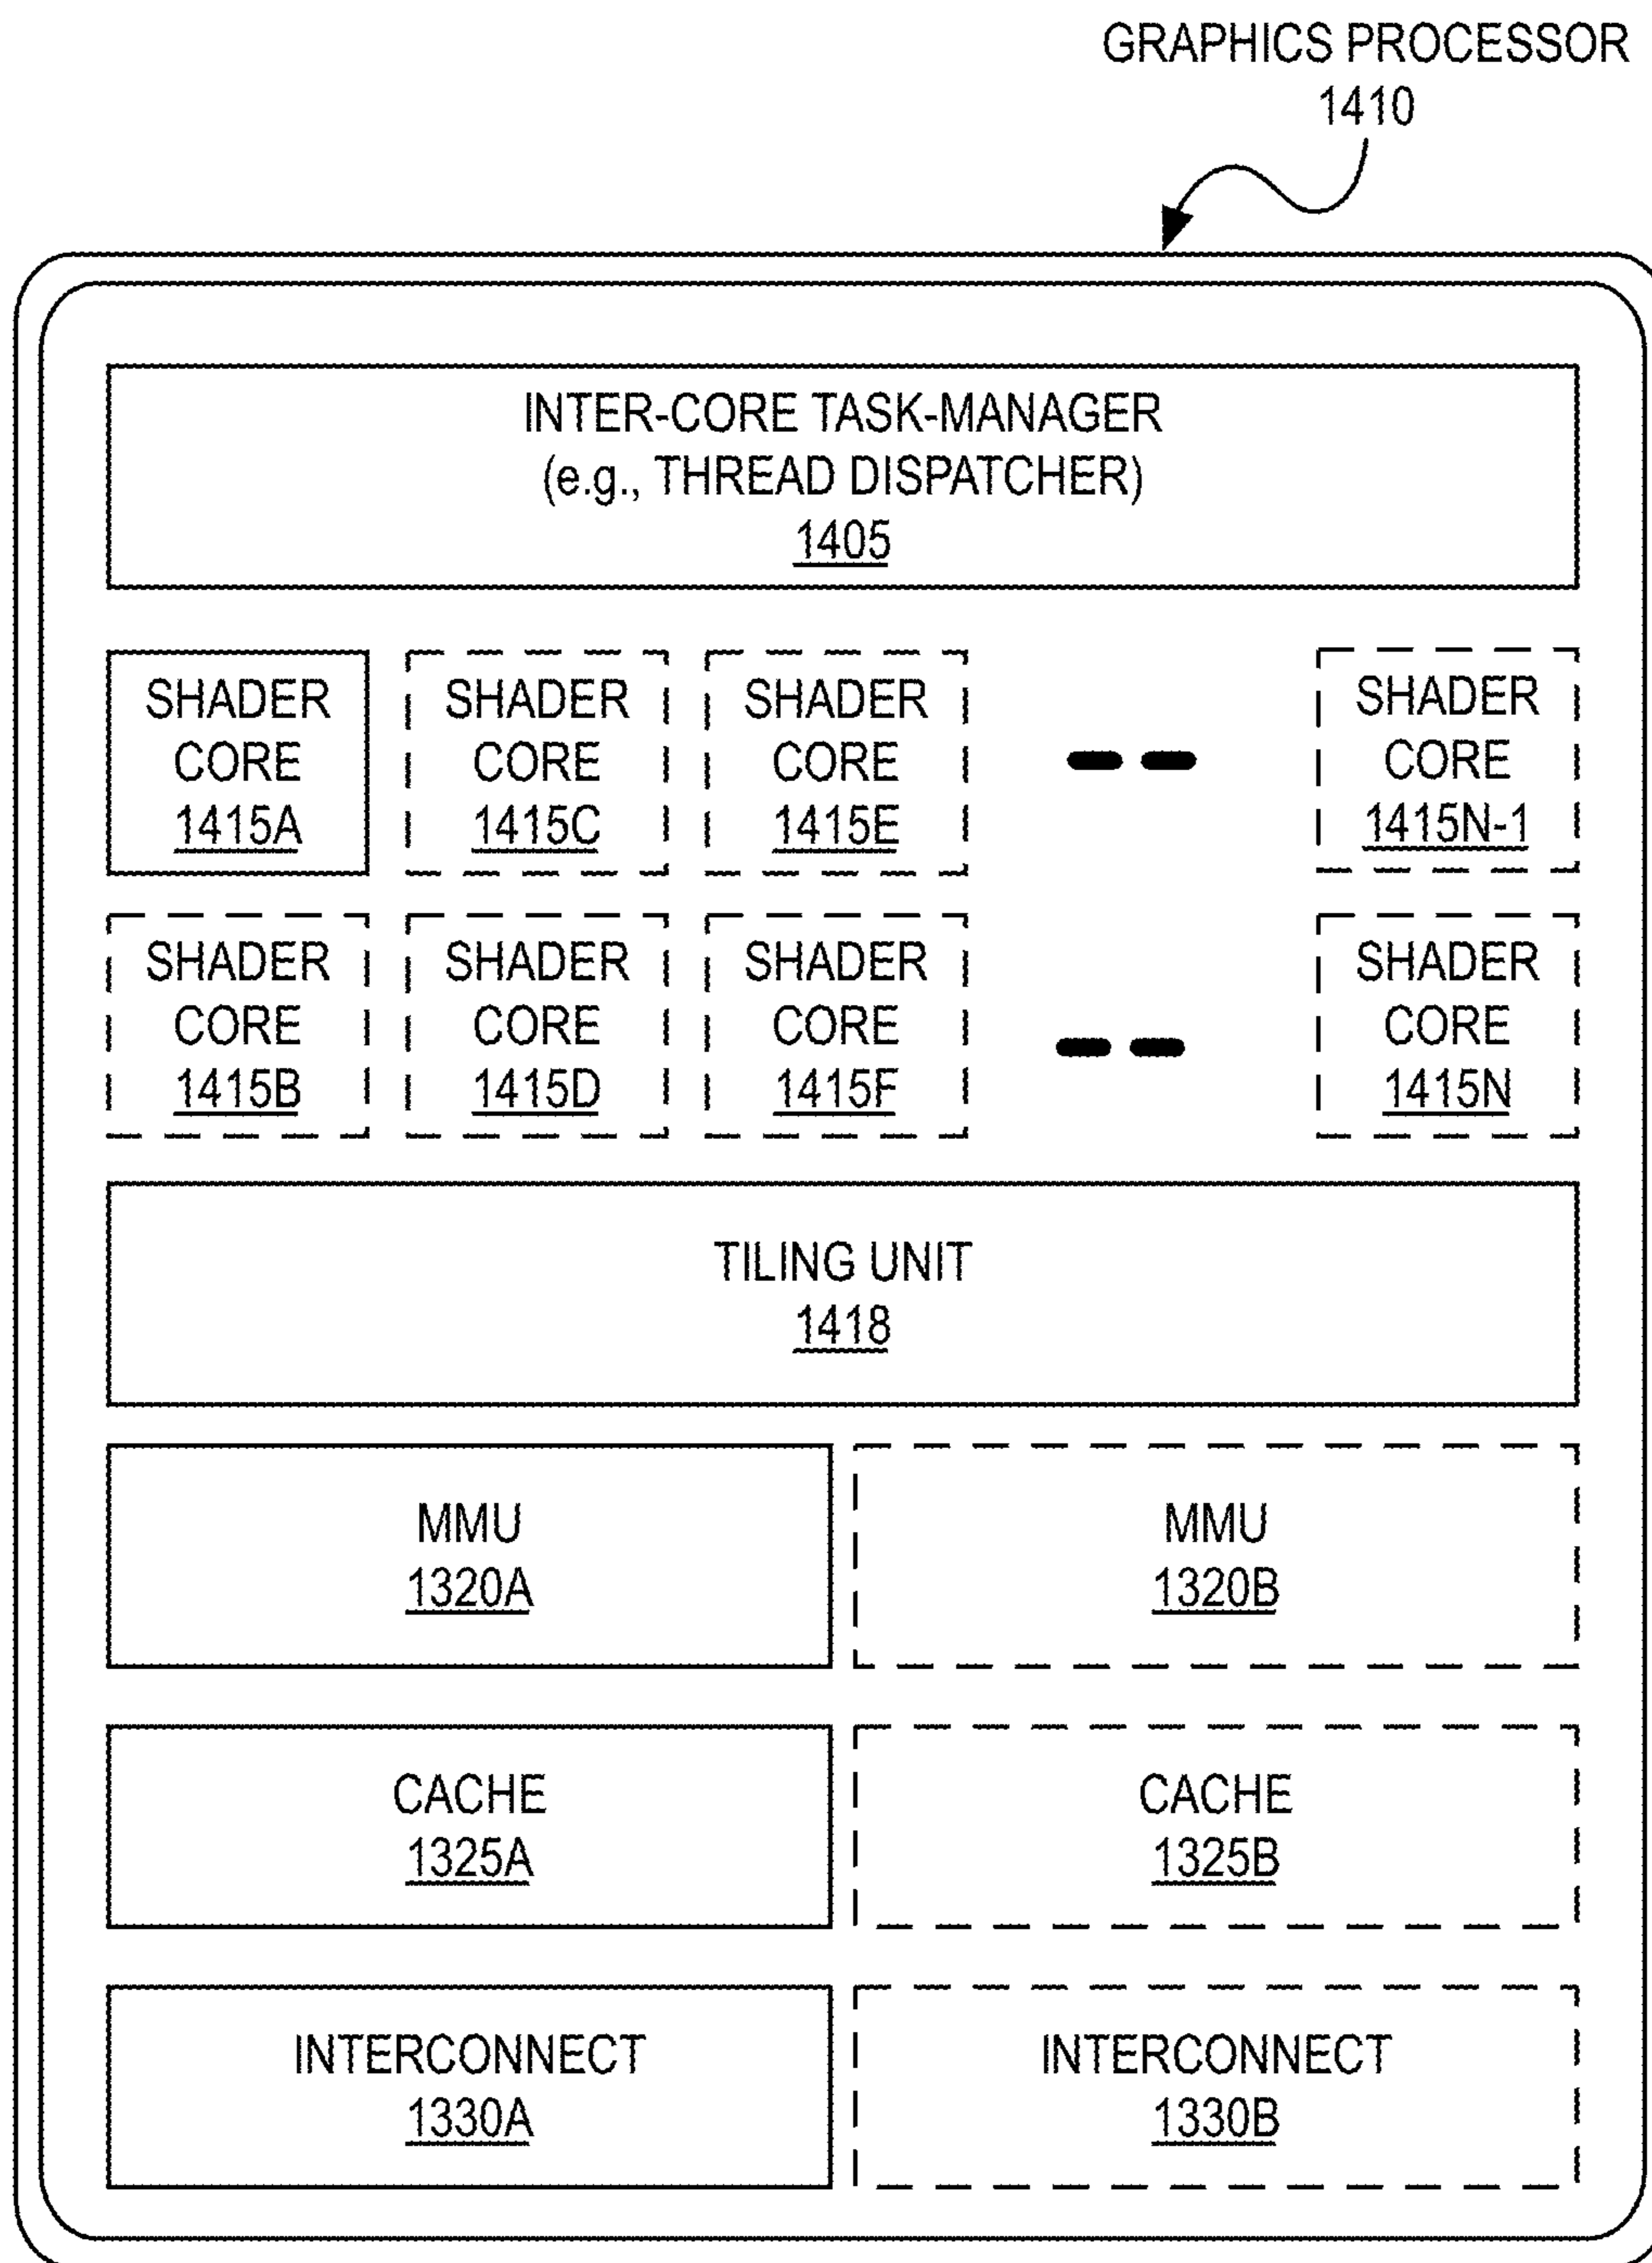 GRAPHICS PROCESSOR
1410
INTER-CORE TASK-MANAGER
(e.g., THREAD DISPATCHER)
1405
SHADER
CORE
1415A
SHADER
CORE
1415C
SHADER
CORE
1415E
SHADER
CORE
1415N-1
SHADER
CORE
1415B
SHADER
CORE
1415D
SHADER
CORE
1415F
SHADER
CORE
1415N
TILING UNIT
1418
MMU
1320A
MMU
1320B
CACHE
1325A
CACHE
1325B
INTERCONNECT
1330A
INTERCONNECT
1330B